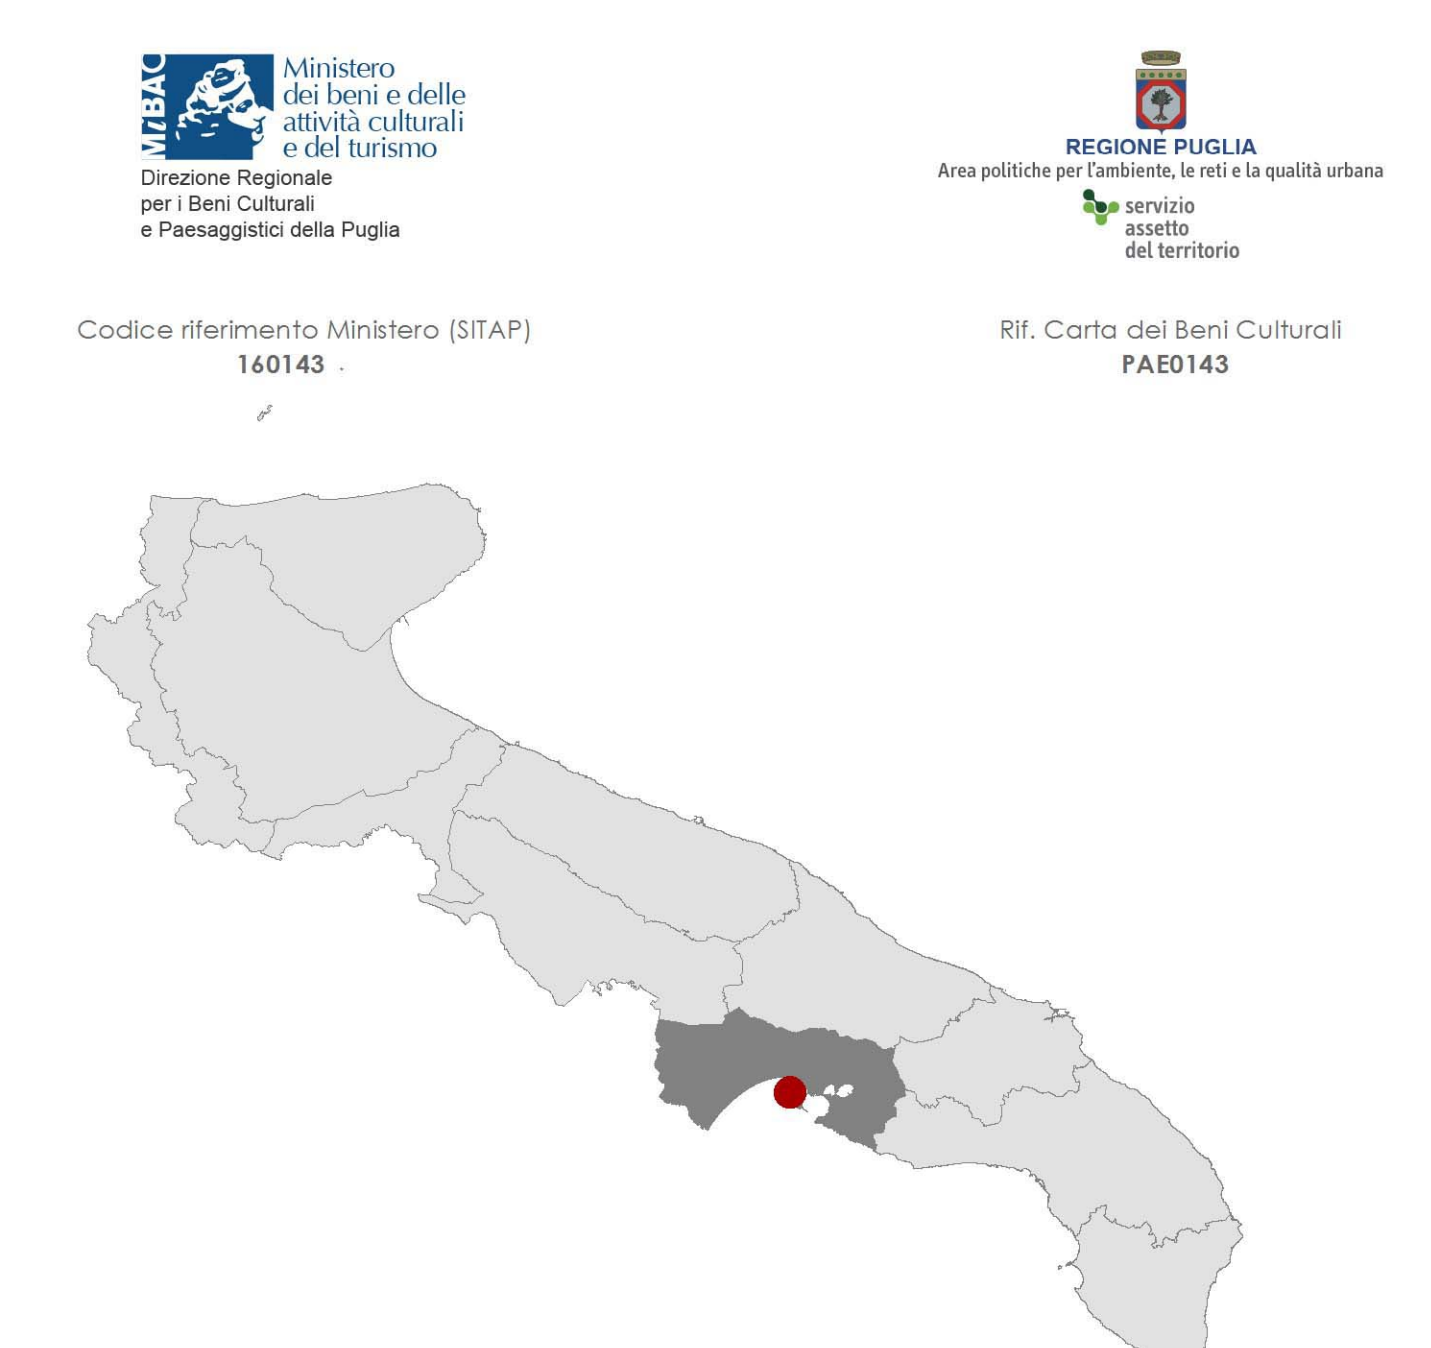 MiBAC
Ministero
dei beni e delle
attività culturali
e del turismo
Direzione Regionale
per i Beni Culturali
e Paesaggistici della Puglia
REGIONE PUGLIA
Area politiche per l'ambiente, le reti e la qualità urbana
servizio
assetto
del territorio
Codice riferimento Ministero (SITAP)
160143
Rif. Carta dei Beni Culturali
PAE0143